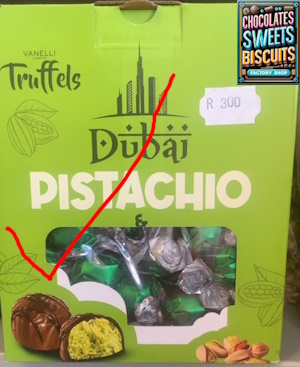 CHOCOLATES
SWEETS
BISCUITS
FACTORY SHOP
VANELLI
Truffels
R 300
Dubai
PISTACHIO
&